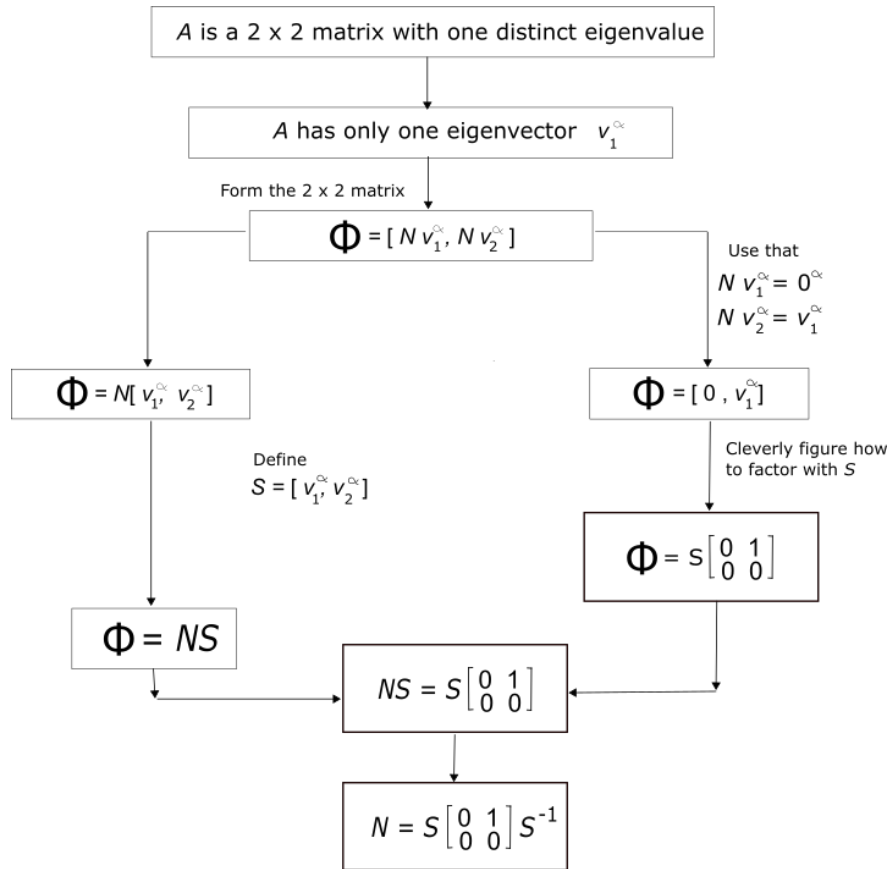 A is a 2 x 2 matrix with one distinct eigenvalue
A has only one eigenvector v₁^∝
Form the 2 x 2 matrix
Φ = [ N v₁^∝, N v₂^∝ ]
Use that
N v₁^∝ = 0^∝
N v₂^∝ = v₁^∝
Φ = N[ v₁^∝, v₂^∝ ]
Φ = [ 0 , v₁^∝ ]
Define
S = [ v₁^∝, v₂^∝ ]
Cleverly figure how
to factor with S
Φ = S [ 0 1
0 0 ]
Φ = NS
NS = S [ 0 1
0 0 ]
N = S [ 0 1
0 0 ] S⁻¹